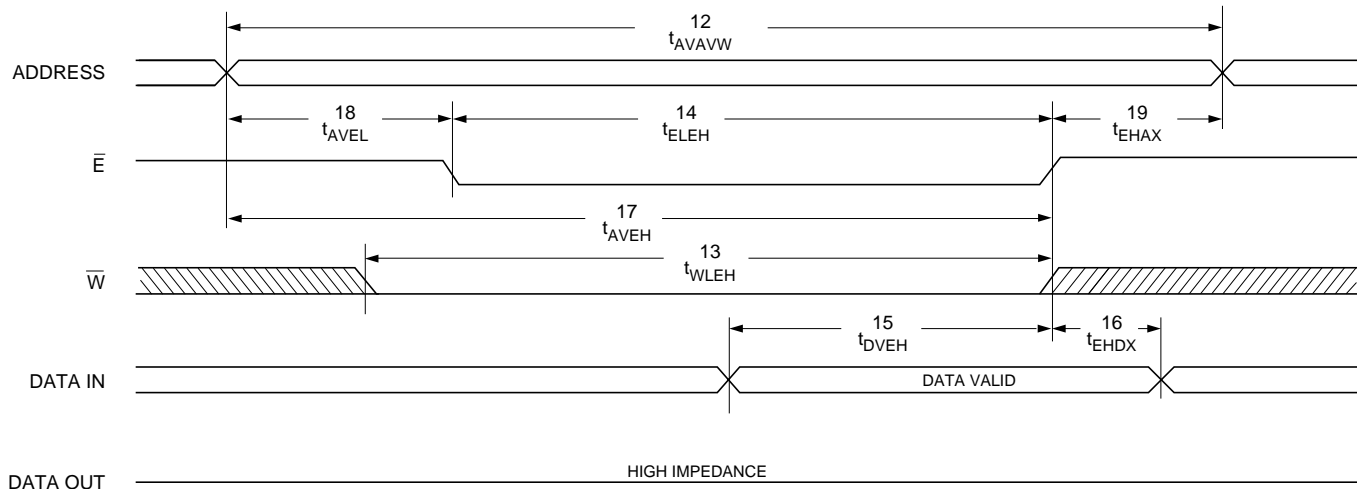 12
tAVAVW
ADDRESS
18
tAVEL
14
tELEH
19
tEHAX
E̅
17
tAVEH
13
tWLEH
W̅
15
tDVEH
16
tEHDX
DATA IN
DATA VALID
DATA OUT
HIGH IMPEDANCE